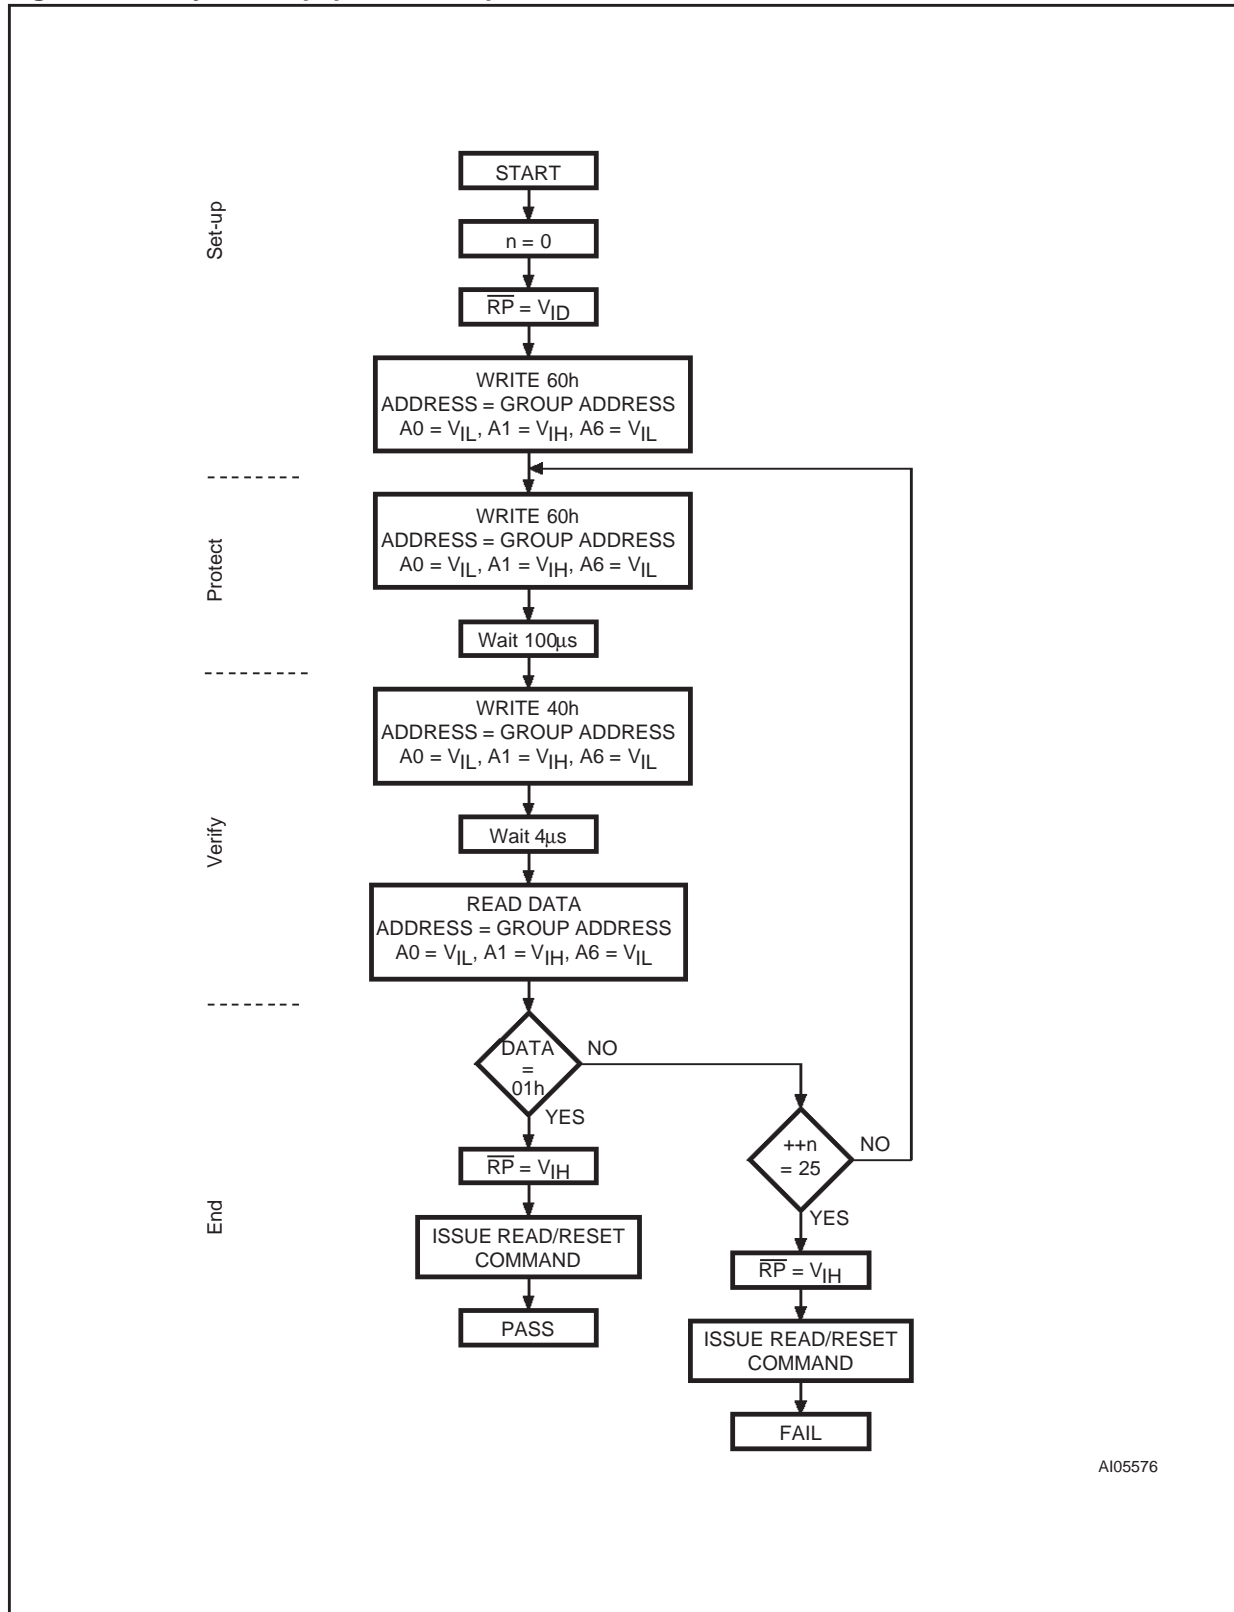 START
Set-up
n = 0
RP = VID
WRITE 60h
ADDRESS = GROUP ADDRESS
A0 = VIL, A1 = VIH, A6 = VIL
Protect
WRITE 60h
ADDRESS = GROUP ADDRESS
A0 = VIL, A1 = VIH, A6 = VIL
Wait 100µs
WRITE 40h
ADDRESS = GROUP ADDRESS
A0 = VIL, A1 = VIH, A6 = VIL
Verify
Wait 4µs
READ DATA
ADDRESS = GROUP ADDRESS
A0 = VIL, A1 = VIH, A6 = VIL
DATA
=
01h
NO
YES
++n
= 25
NO
YES
End
RP = VIH
ISSUE READ/RESET
COMMAND
PASS
RP = VIH
ISSUE READ/RESET
COMMAND
FAIL
AI05576